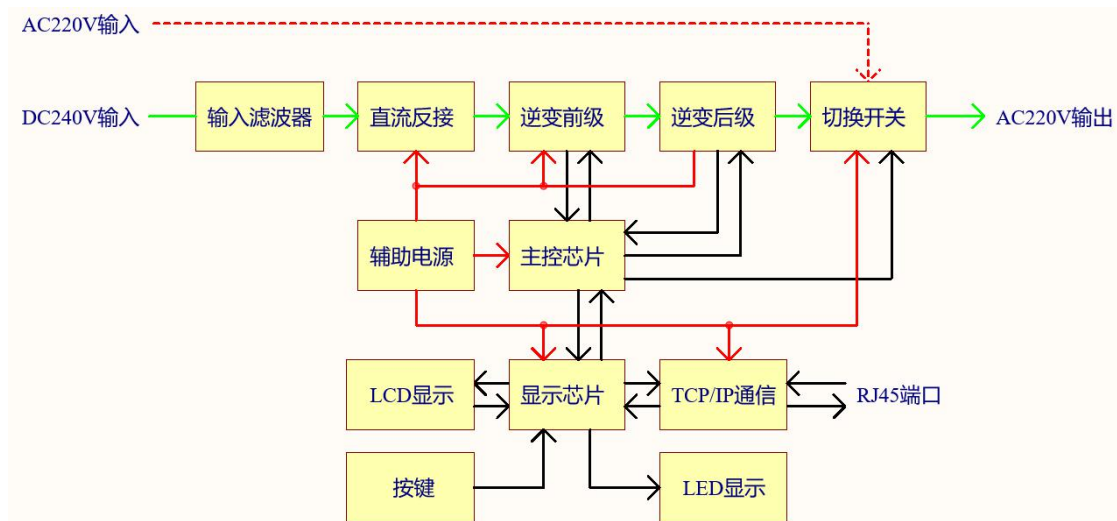 AC220V输入
DC240V输入
输入滤波器
直流反接
逆变前级
逆变后级
切换开关
AC220V输出
辅助电源
主控芯片
LCD显示
显示芯片
TCP/IP通信
RJ45端口
按键
LED显示